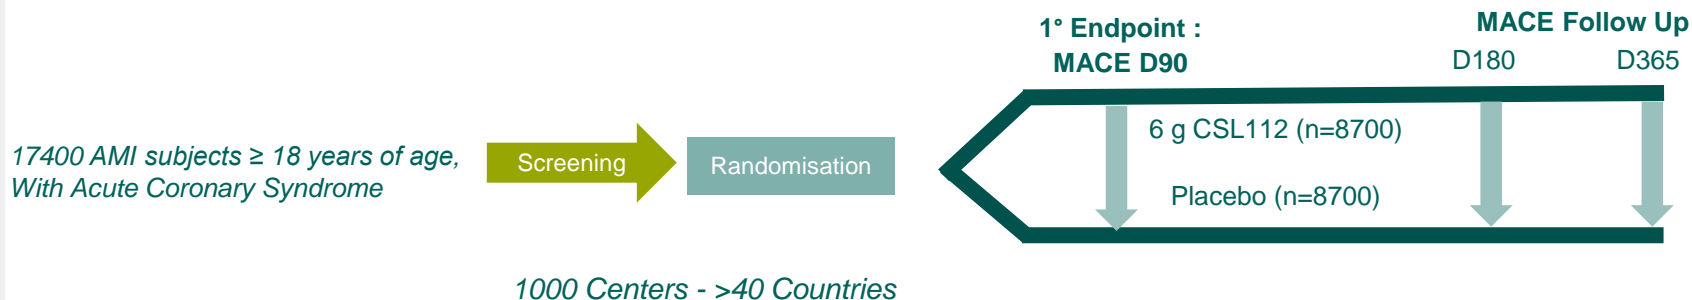 17400 AMI subjects ≥ 18 years of age,
With Acute Coronary Syndrome
Screening
Randomisation
1° Endpoint :
MACE D90
MACE Follow Up
D180
D365
6 g CSL112 (n=8700)
Placebo (n=8700)
1000 Centers - >40 Countries